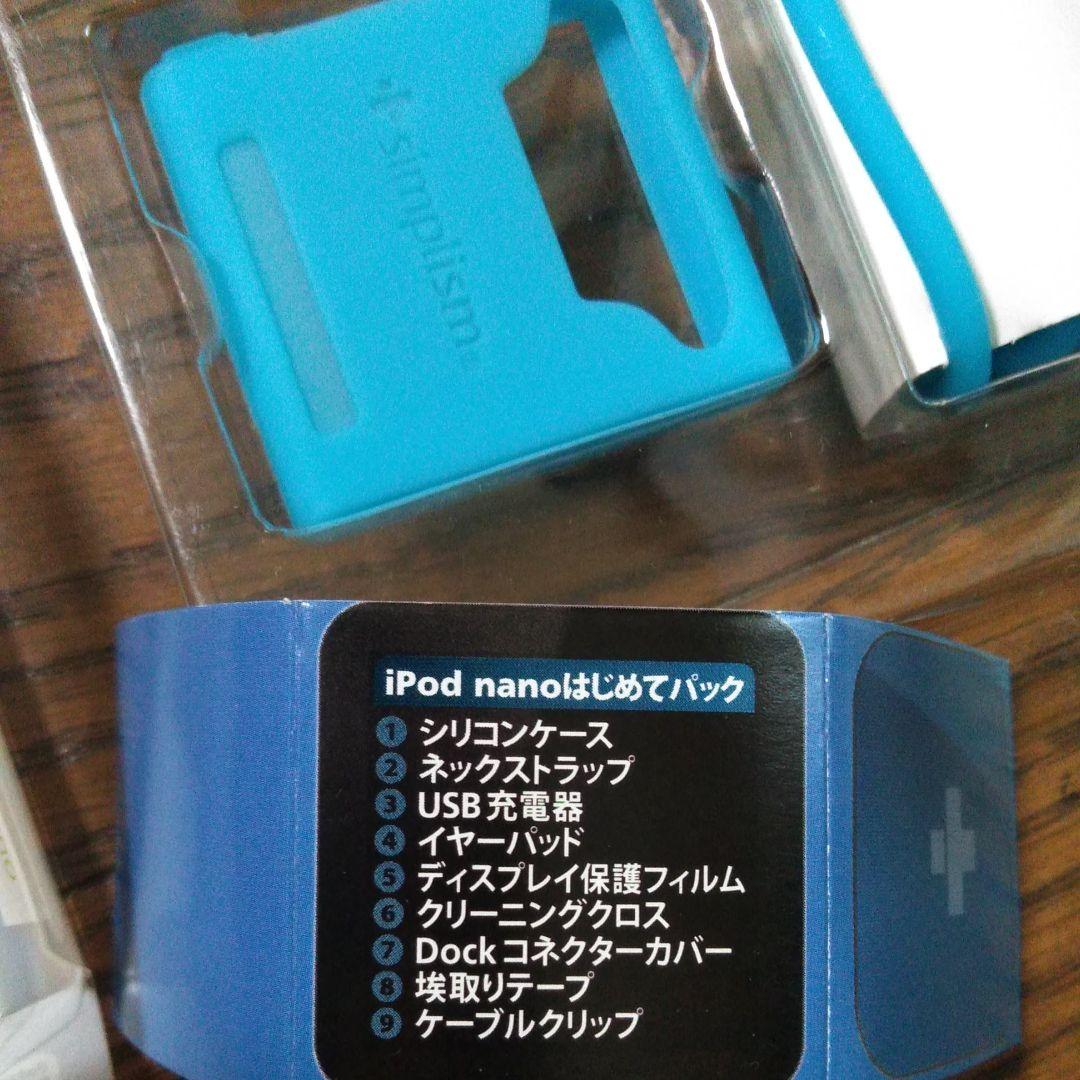 simplism
iPod nanoはじめてパック
1 シリコンケース
2 ネックストラップ
3 USB充電器
4 イヤーパッド
5 ディスプレイ保護フィルム
6 クリーニングクロス
7 Dockコネクターカバー
8 埃取りテープ
9 ケーブルクリップ